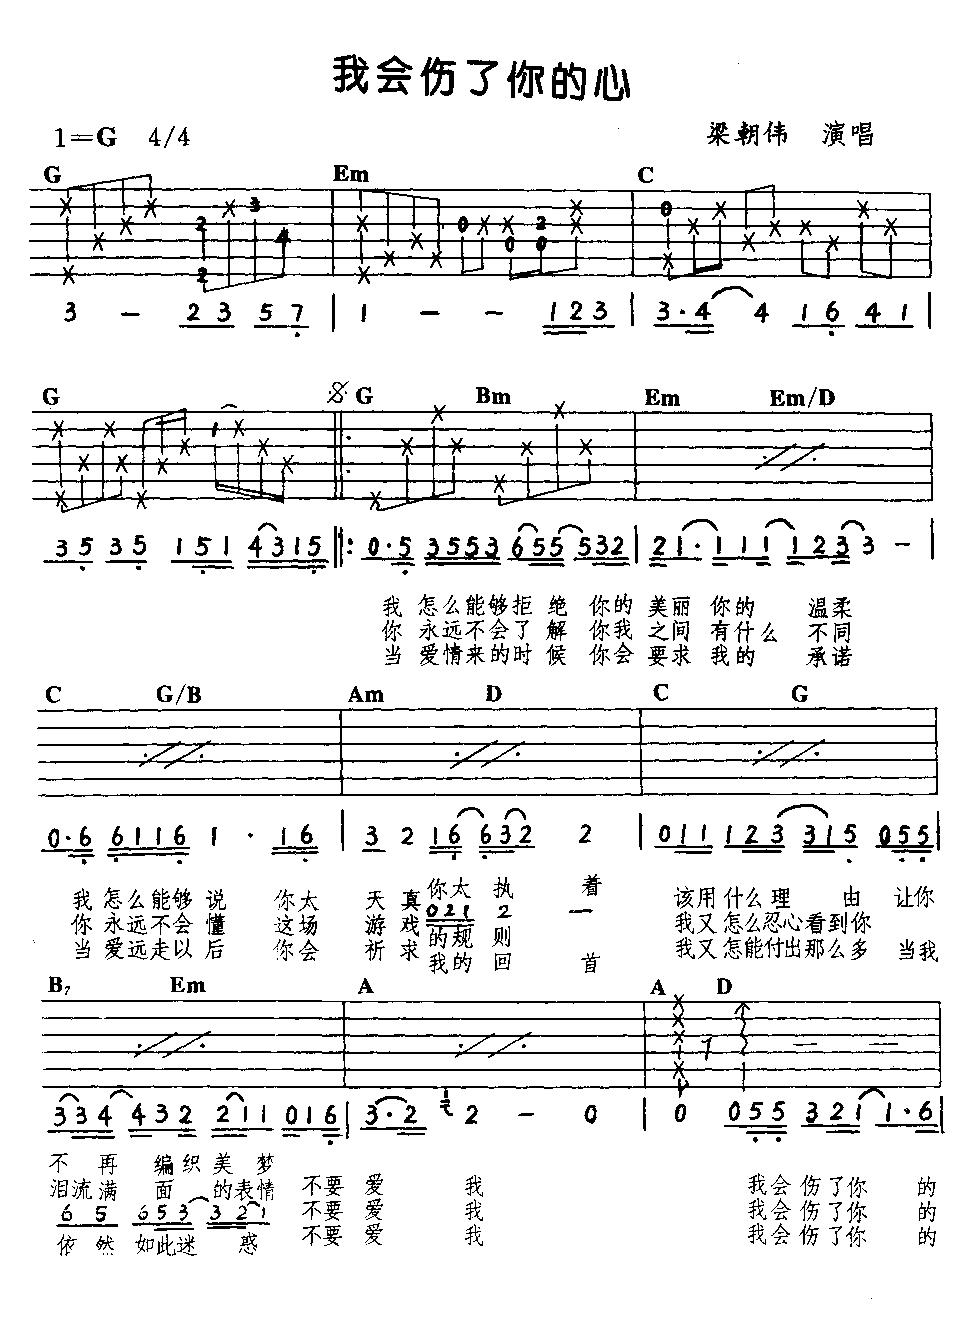 我会伤了你的心
1=G 4/4 梁朝伟 演唱
G Em C
3 – 2 3 5 7 | 1 – – 1 2 3 | 3·4 4 1 6 4 1 |
G G Bm Em Em/D
3 5 3 5 1 5 1 4 3 1 5 ‖: 0·5 3 5 5 3 6 5 5 5 3 2 | 2 1·1 1 1 1 2 3 3 – |
我 怎么能够拒绝 你的 美丽 你的 温柔
你 永远不会了解 你我 之间 有什么 不同
当 爱情来的时候 你会 要求 我的 承诺
C G/B Am D C G
0·6 6 1 1 6 1 · 1 6 | 3 2 1 6 6 3 2 2 | 0 1 1 1 2 3 3 1 5 0 5 5 |
我 怎么能够 说 你太 天真 你太 执 着 该用 什么理 由 让你
你 永远不会 懂 这场 游戏 0 2 1 2 – 我又 怎么忍心看到你
的规 则
当 爱远走以 后 你会 祈求 我的 回 首 我又 怎能付出那么多 当我
B7 Em A A D
3 3 4 4 3 2 2 1 1 0 1 6 | 3·2 2 – 0 | 0 0 5 5 3 2 1 1·6 |
不 再 编织 美 梦
泪流满 面 的表情 不要 爱 我 我会 伤 了你 的
6 5 6 5 3 3 2 1 不要 爱 我 我会 伤 了你 的
依 然 如此迷 惑 不要 爱 我 我会 伤 了你 的